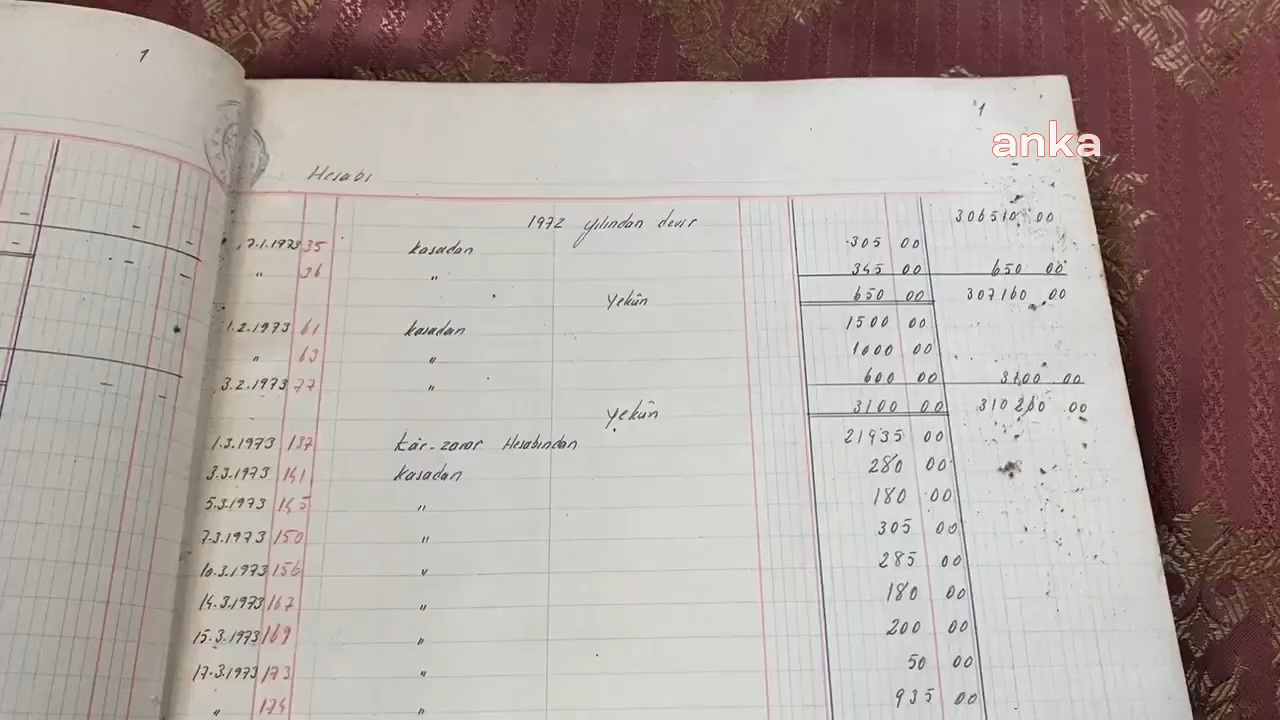 1
1
anka
Hesabı
1972 yılından devir 306510 00
7.1.1973 35 kasadan 305 00
" 36 " 345 00 650 00
yekûn 650 00 307160 00
1.2.1973 61 kasadan 1500 00
" 63 " 1000 00
3.2.1973 77 " 600 00 3100 00
yekûn 3100 00 310260 00
1.3.1973 137 kâr-zarar Hesabından 21935 00
3.3.1973 141 kasadan 280 00
5.3.1973 145 " 180 00
7.3.1973 150 " 305 00
10.3.1973 156 " 285 00
14.3.1973 167 " 180 00
15.3.1973 169 " 200 00
17.3.1973 173 " 50 00
" 174 " 935 00